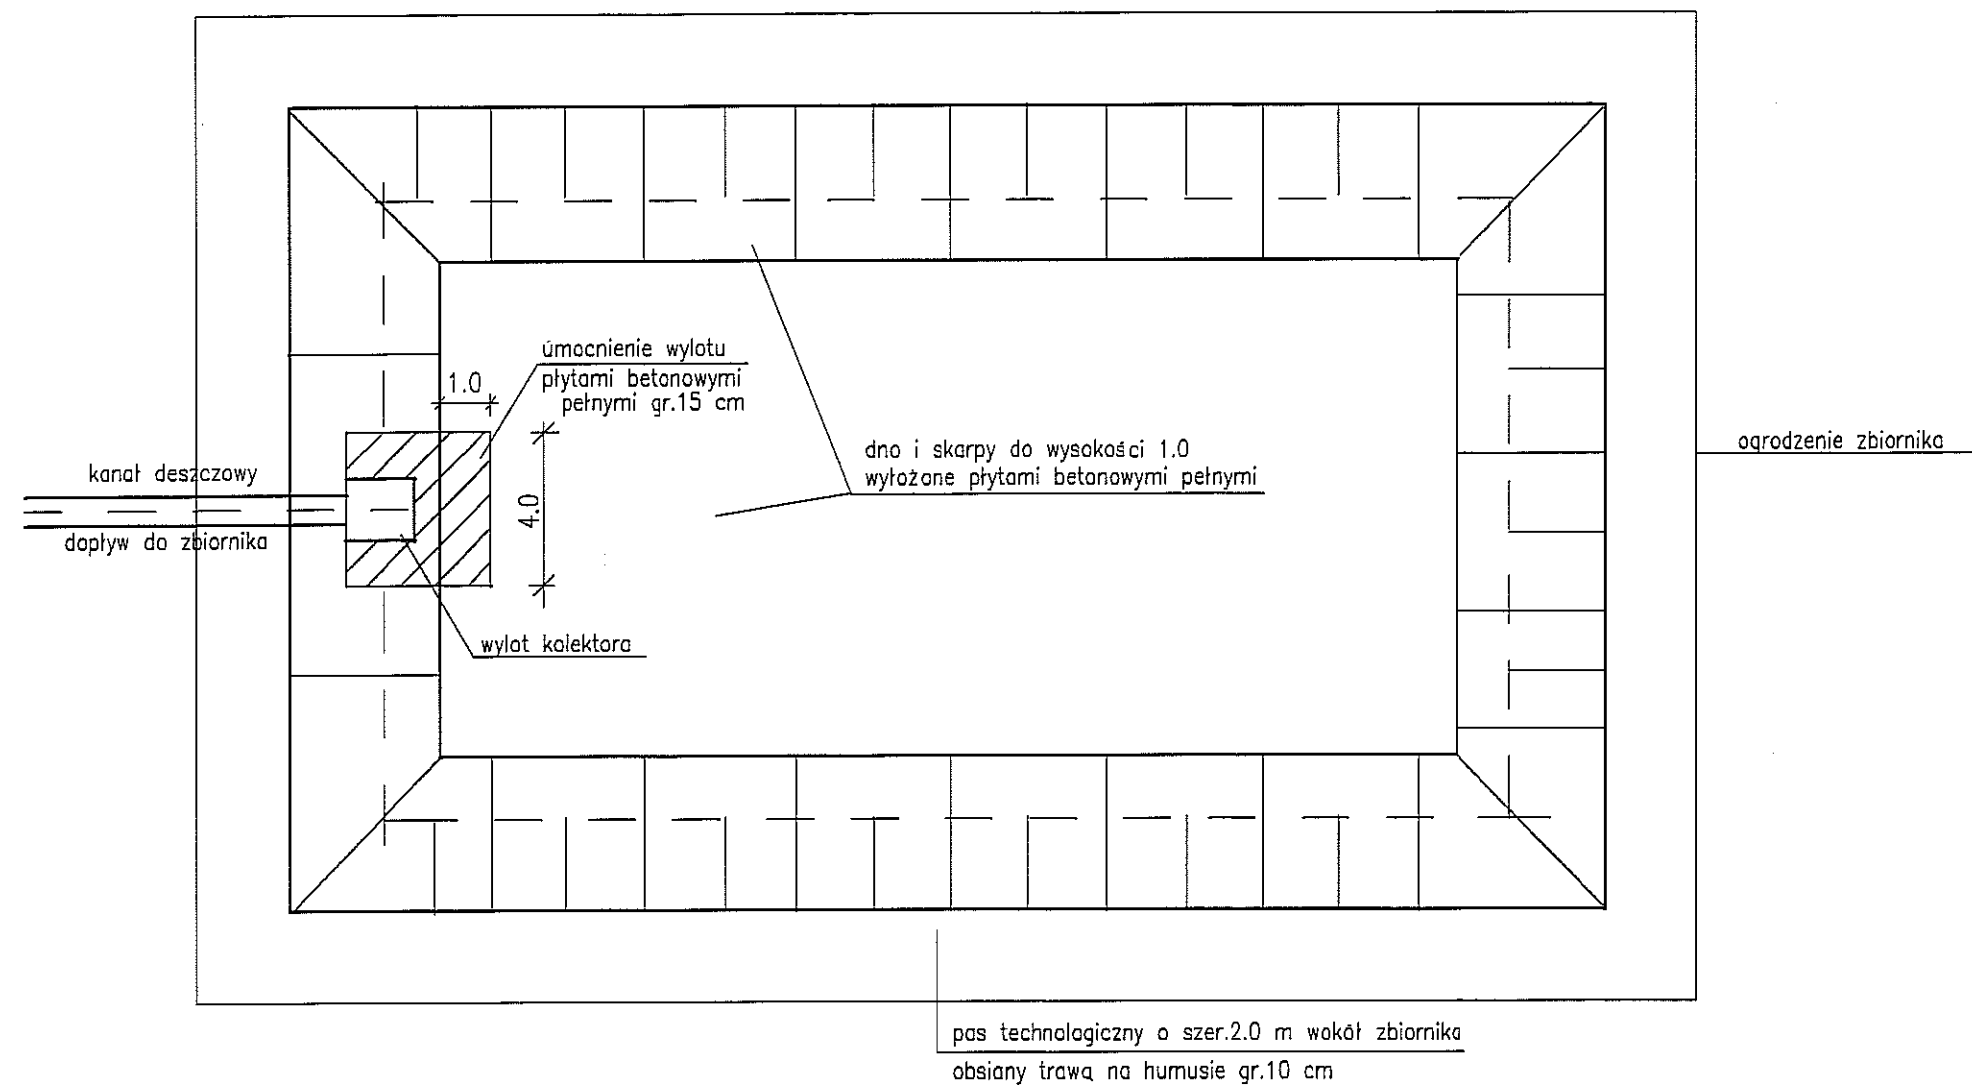 umocnienie wylotu
płytami betonowymi
pełnymi gr.15 cm
1.0
4.0
dno i skarpy do wysokości 1.0
wyłożone płytami betonowymi pełnymi
ogrodzenie zbiornika
kanał deszczowy
dopływ do zbiornika
wylot kolektora
pas technologiczny o szer.2.0 m wokół zbiornika
obsiany trawą na humusie gr.10 cm